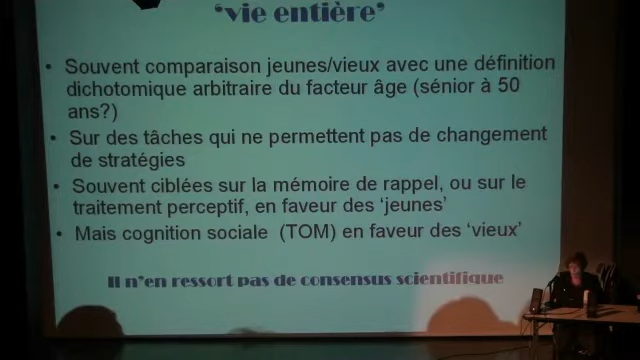 ‘vie entière’
• Souvent comparaison jeunes/vieux avec une définition
dichotomique arbitraire du facteur âge (sénior à 50
ans?)
• Sur des tâches qui ne permettent pas de changement
de stratégies
• Souvent ciblées sur la mémoire de rappel, ou sur le
traitement perceptif, en faveur des ‘jeunes’
• Mais cognition sociale (TOM) en faveur des ‘vieux’
Il n’en ressort pas de consensus scientifique